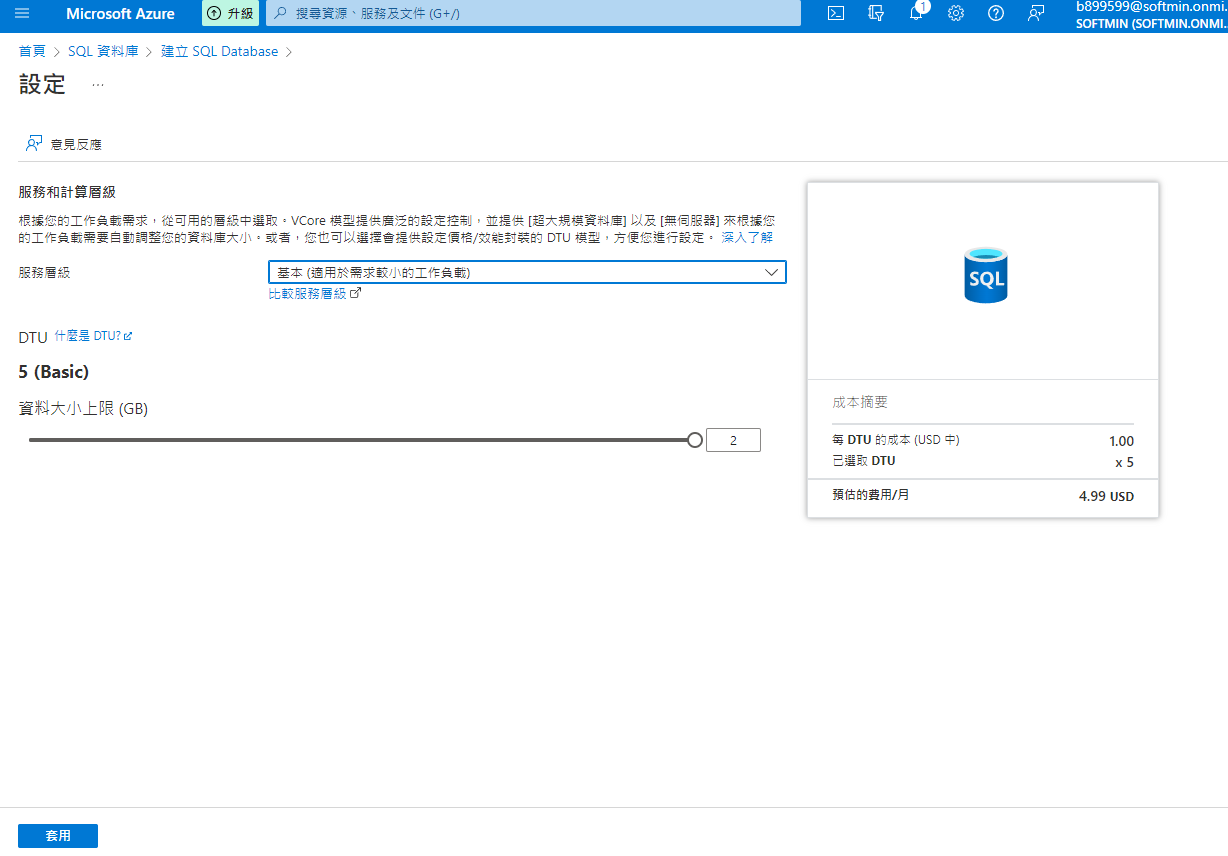 Microsoft Azure
升級
搜尋資源、服務及文件 (G+/)
1
b899599@softmin.onmi...
SOFTMIN (SOFTMIN.ONMI...
首頁 > SQL 資料庫 > 建立 SQL Database >
設定 ...
意見反應
服務和計算層級
根據您的工作負載需求，從可用的層級中選取。VCore 模型提供廣泛的設定控制，並提供 [超大規模資料庫] 以及 [無伺服器] 來根據您
的工作負載需要自動調整您的資料庫大小。或者，您也可以選擇會提供設定價格/效能封裝的 DTU 模型，方便您進行設定。 深入了解
服務層級
基本 (適用於需求較小的工作負載)
比較服務層級
DTU 什麼是 DTU?
5 (Basic)
資料大小上限 (GB)
2
SQL
成本摘要
每 DTU 的成本 (USD 中) 1.00
已選取 DTU x 5
預估的費用/月 4.99 USD
套用